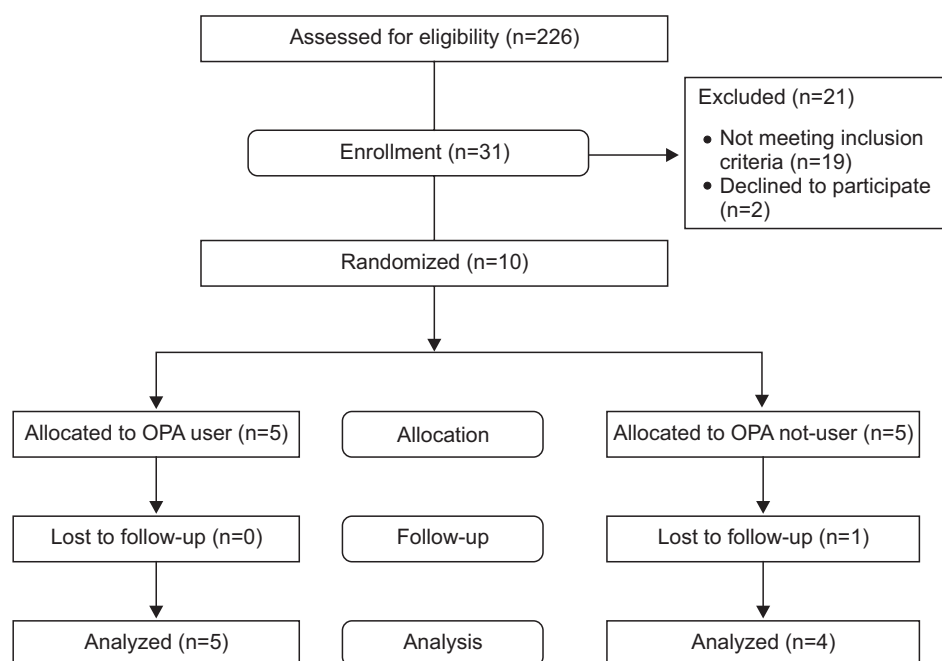 Assessed for eligibility (n=226)
Excluded (n=21)
• Not meeting inclusion
criteria (n=19)
• Declined to participate
(n=2)
Enrollment (n=31)
Randomized (n=10)
Allocated to OPA user (n=5)
Allocation
Allocated to OPA not-user (n=5)
Lost to follow-up (n=0)
Follow-up
Lost to follow-up (n=1)
Analyzed (n=5)
Analysis
Analyzed (n=4)